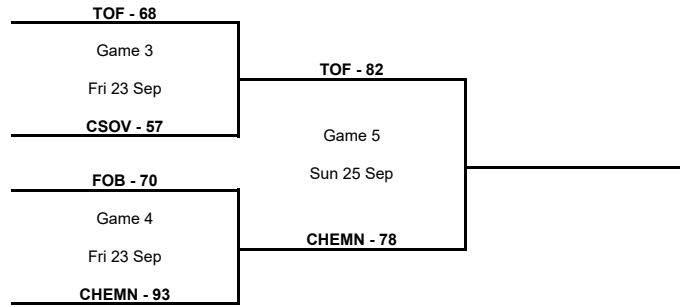 TOF - 68
Game 3
Fri 23 Sep
CSOV - 57
TOF - 82
Game 5
Sun 25 Sep
CHEMN - 78
FOB - 70
Game 4
Fri 23 Sep
CHEMN - 93